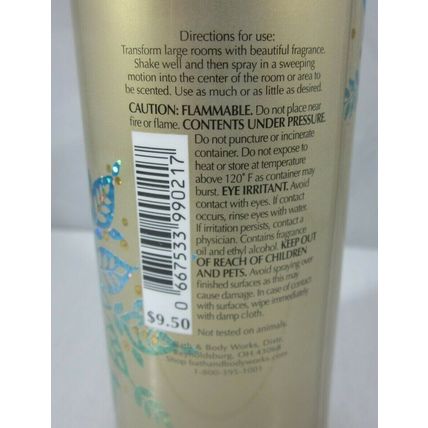 Directions for use:
Transform large rooms with beautiful fragrance.
Shake well and then spray in a sweeping
motion into the center of the room or area to
be scented. Use as much or as little as desired.
CAUTION: FLAMMABLE. Do not place near
fire or flame. CONTENTS UNDER PRESSURE.
Do not puncture or incinerate
container. Do not expose to
heat or store at temperature
above 120° F as container may
burst. EYE IRRITANT. Avoid
contact with eyes. If contact
occurs, rinse eyes with water.
If irritation persists, contact a
physician. Contains fragrance
oil and ethyl alcohol. KEEP OUT
OF REACH OF CHILDREN
AND PETS. Avoid spraying over
finished surfaces as this may
cause damage. In case of contact
with surfaces, wipe immediately
with damp cloth.
0 667533 990217
$9.50
Not tested on animals.
Bath & Body Works, Distr.
Reynoldsburg, OH 43068
Shop bathandbodyworks.com
1-800-395-1001